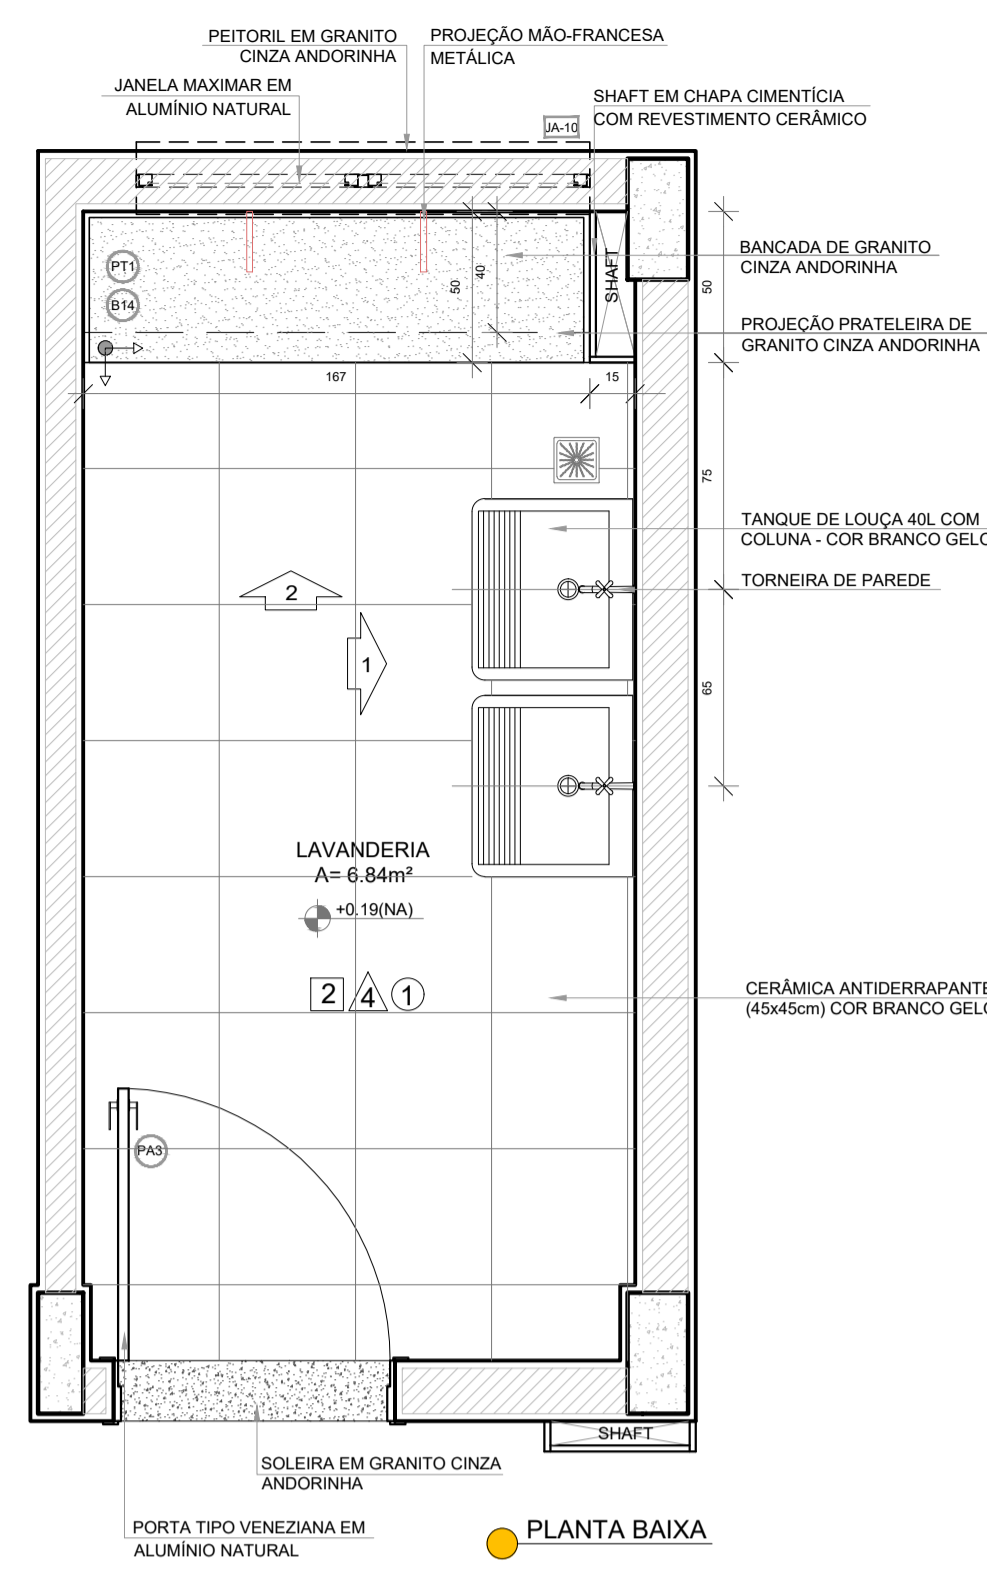 PEITORIL EM GRANITO
CINZA ANDORINHA
PROJEÇÃO MÃO-FRANCESA
METÁLICA
JANELA MAXIMAR EM
ALUMÍNIO NATURAL
SHAFT EM CHAPA CIMENTÍCIA
COM REVESTIMENTO CERÂMICO
JA-10
BANCADA DE GRANITO
CINZA ANDORINHA
PT1
B14
50
40
SHAFT
50
PROJEÇÃO PRATELEIRA DE
GRANITO CINZA ANDORINHA
167
15
75
TANQUE DE LOUÇA 40L COM
COLUNA - COR BRANCO GELO
TORNEIRA DE PAREDE
2
1
65
LAVANDERIA
A= 6.84m²
+0.19(NA)
2 4 1
CERÂMICA ANTIDERRAPANTE
(45x45cm) COR BRANCO GELO
PA3
SHAFT
SOLEIRA EM GRANITO CINZA
ANDORINHA
PORTA TIPO VENEZIANA EM
ALUMÍNIO NATURAL
PLANTA BAIXA